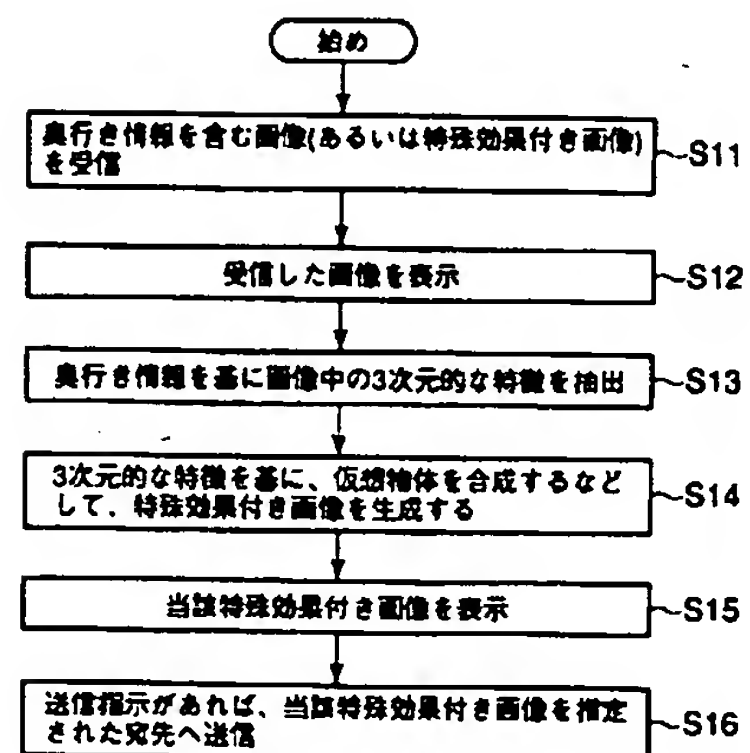 始め
奥行き情報を含む画像(あるいは特殊効果付き画像)
を受信
S11
受信した画像を表示
S12
奥行き情報を基に画像中の3次元的な特徴を抽出
S13
3次元的な特徴を基に、仮想物体を合成するなど
して、特殊効果付き画像を生成する
S14
当該特殊効果付き画像を表示
S15
送信指示があれば、当該特殊効果付き画像を指定
された宛先へ送信
S16